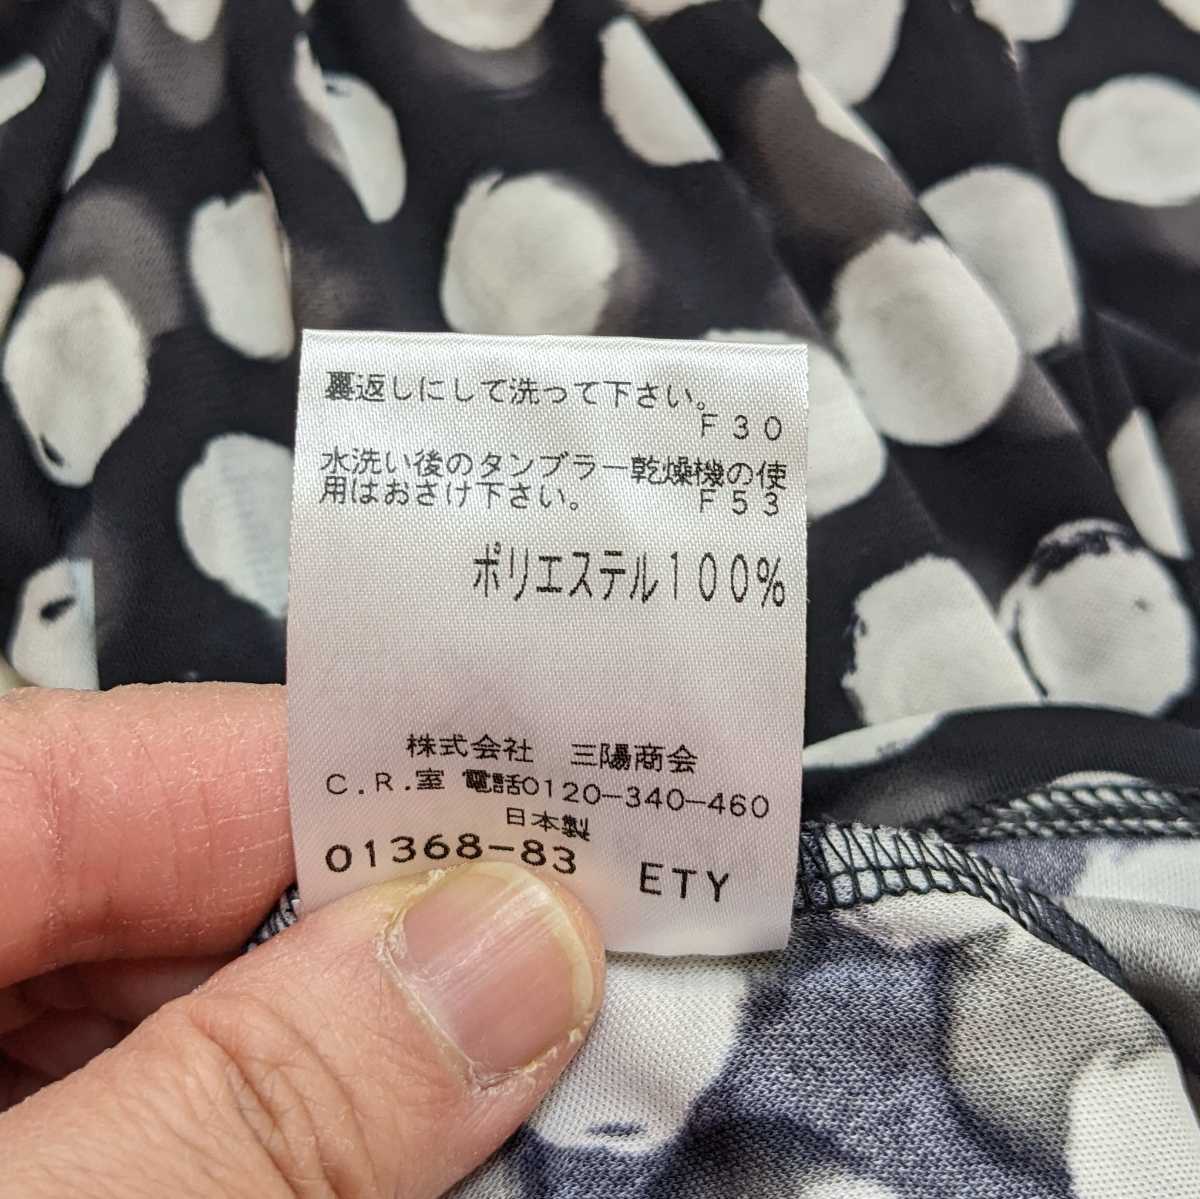 裏返しにして洗って下さい。
F30
水洗い後のタンブラー乾燥機の使
用はおさけ下さい。 F53
ポリエステル100%
株式会社 三陽商会
C.R.室 電話0120-340-460
日本製
01368-83 ETY